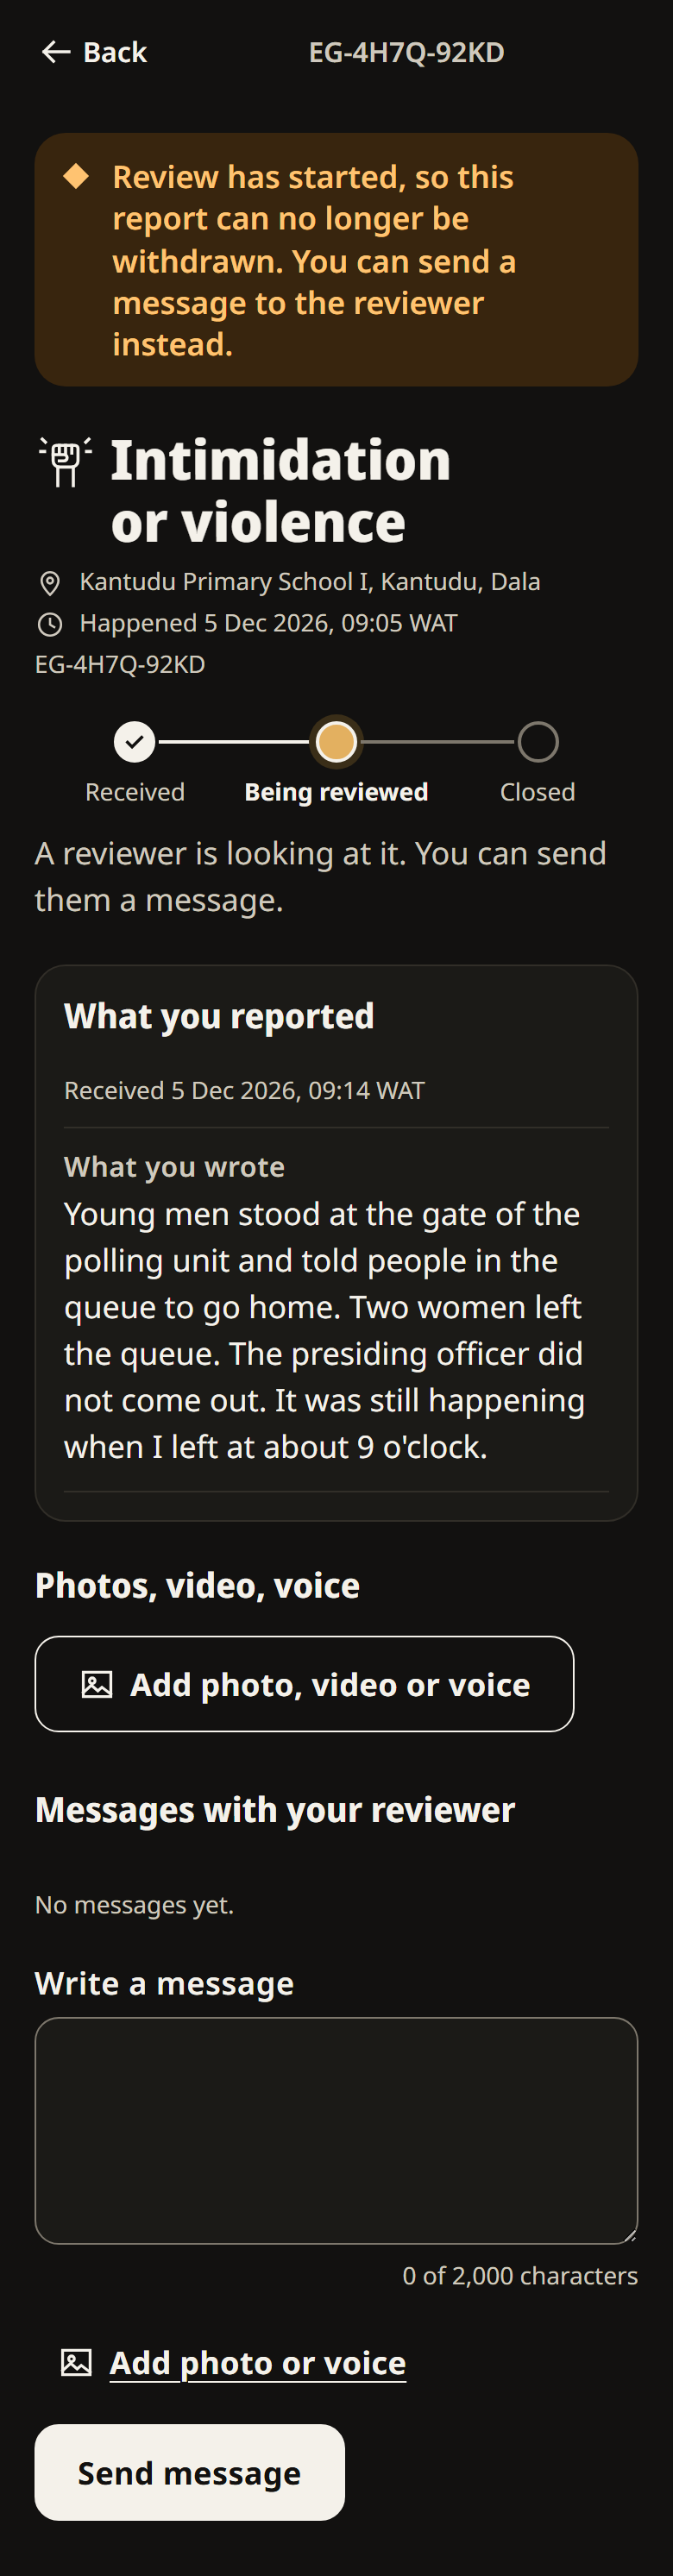 Back
EG-4H7Q-92KD
Review has started, so this
report can no longer be
withdrawn. You can send a
message to the reviewer
instead.
Intimidation
or violence
Kantudu Primary School I, Kantudu, Dala
Happened 5 Dec 2026, 09:05 WAT
EG-4H7Q-92KD
Received
Being reviewed
Closed
A reviewer is looking at it. You can send
them a message.
What you reported
Received 5 Dec 2026, 09:14 WAT
What you wrote
Young men stood at the gate of the
polling unit and told people in the
queue to go home. Two women left
the queue. The presiding officer did
not come out. It was still happening
when I left at about 9 o'clock.
Photos, video, voice
Add photo, video or voice
Messages with your reviewer
No messages yet.
Write a message
0 of 2,000 characters
Add photo or voice
Send message